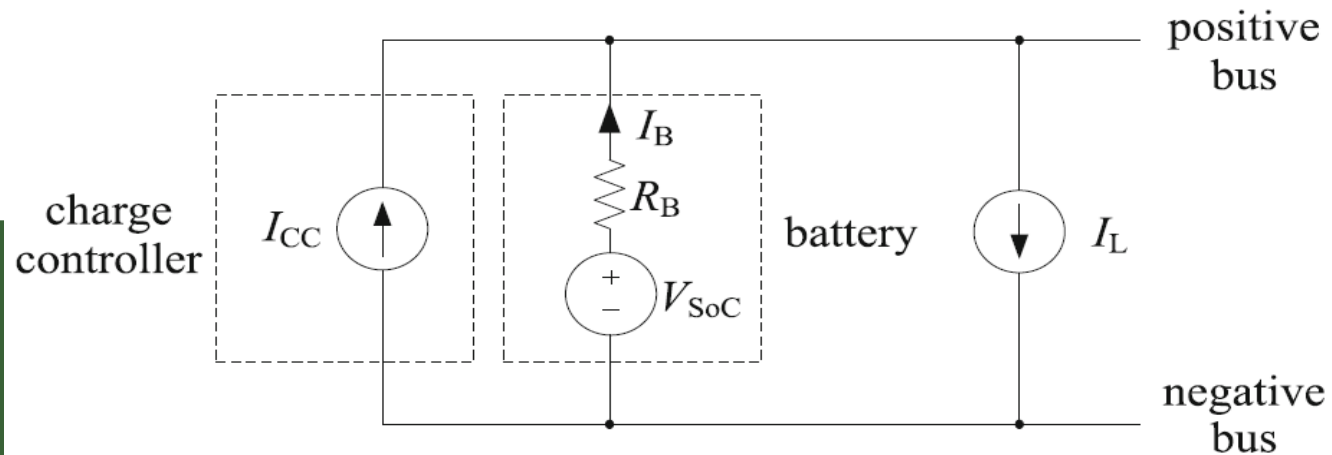 positive
bus
I_B
R_B
charge
controller
I_CC
battery
I_L
+
−
V_SoC
negative
bus